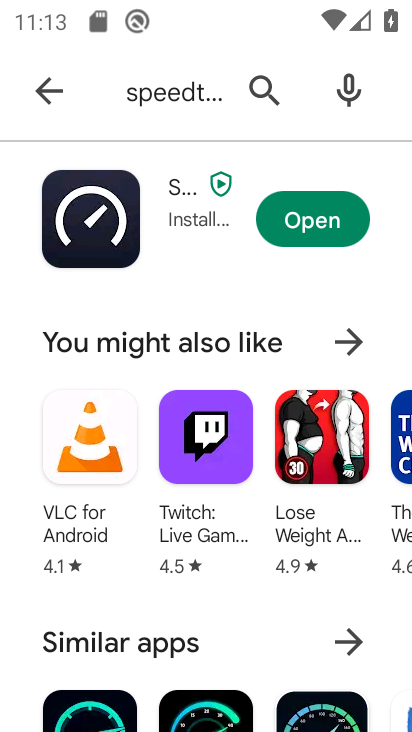 11:13
speedt...
S...
Install...
Open
You might also like
VLC for
Android
4.1★
Twitch:
Live Gam...
4.5★
30
Lose
Weight A...
4.9★
Th
We
4.6
Similar apps